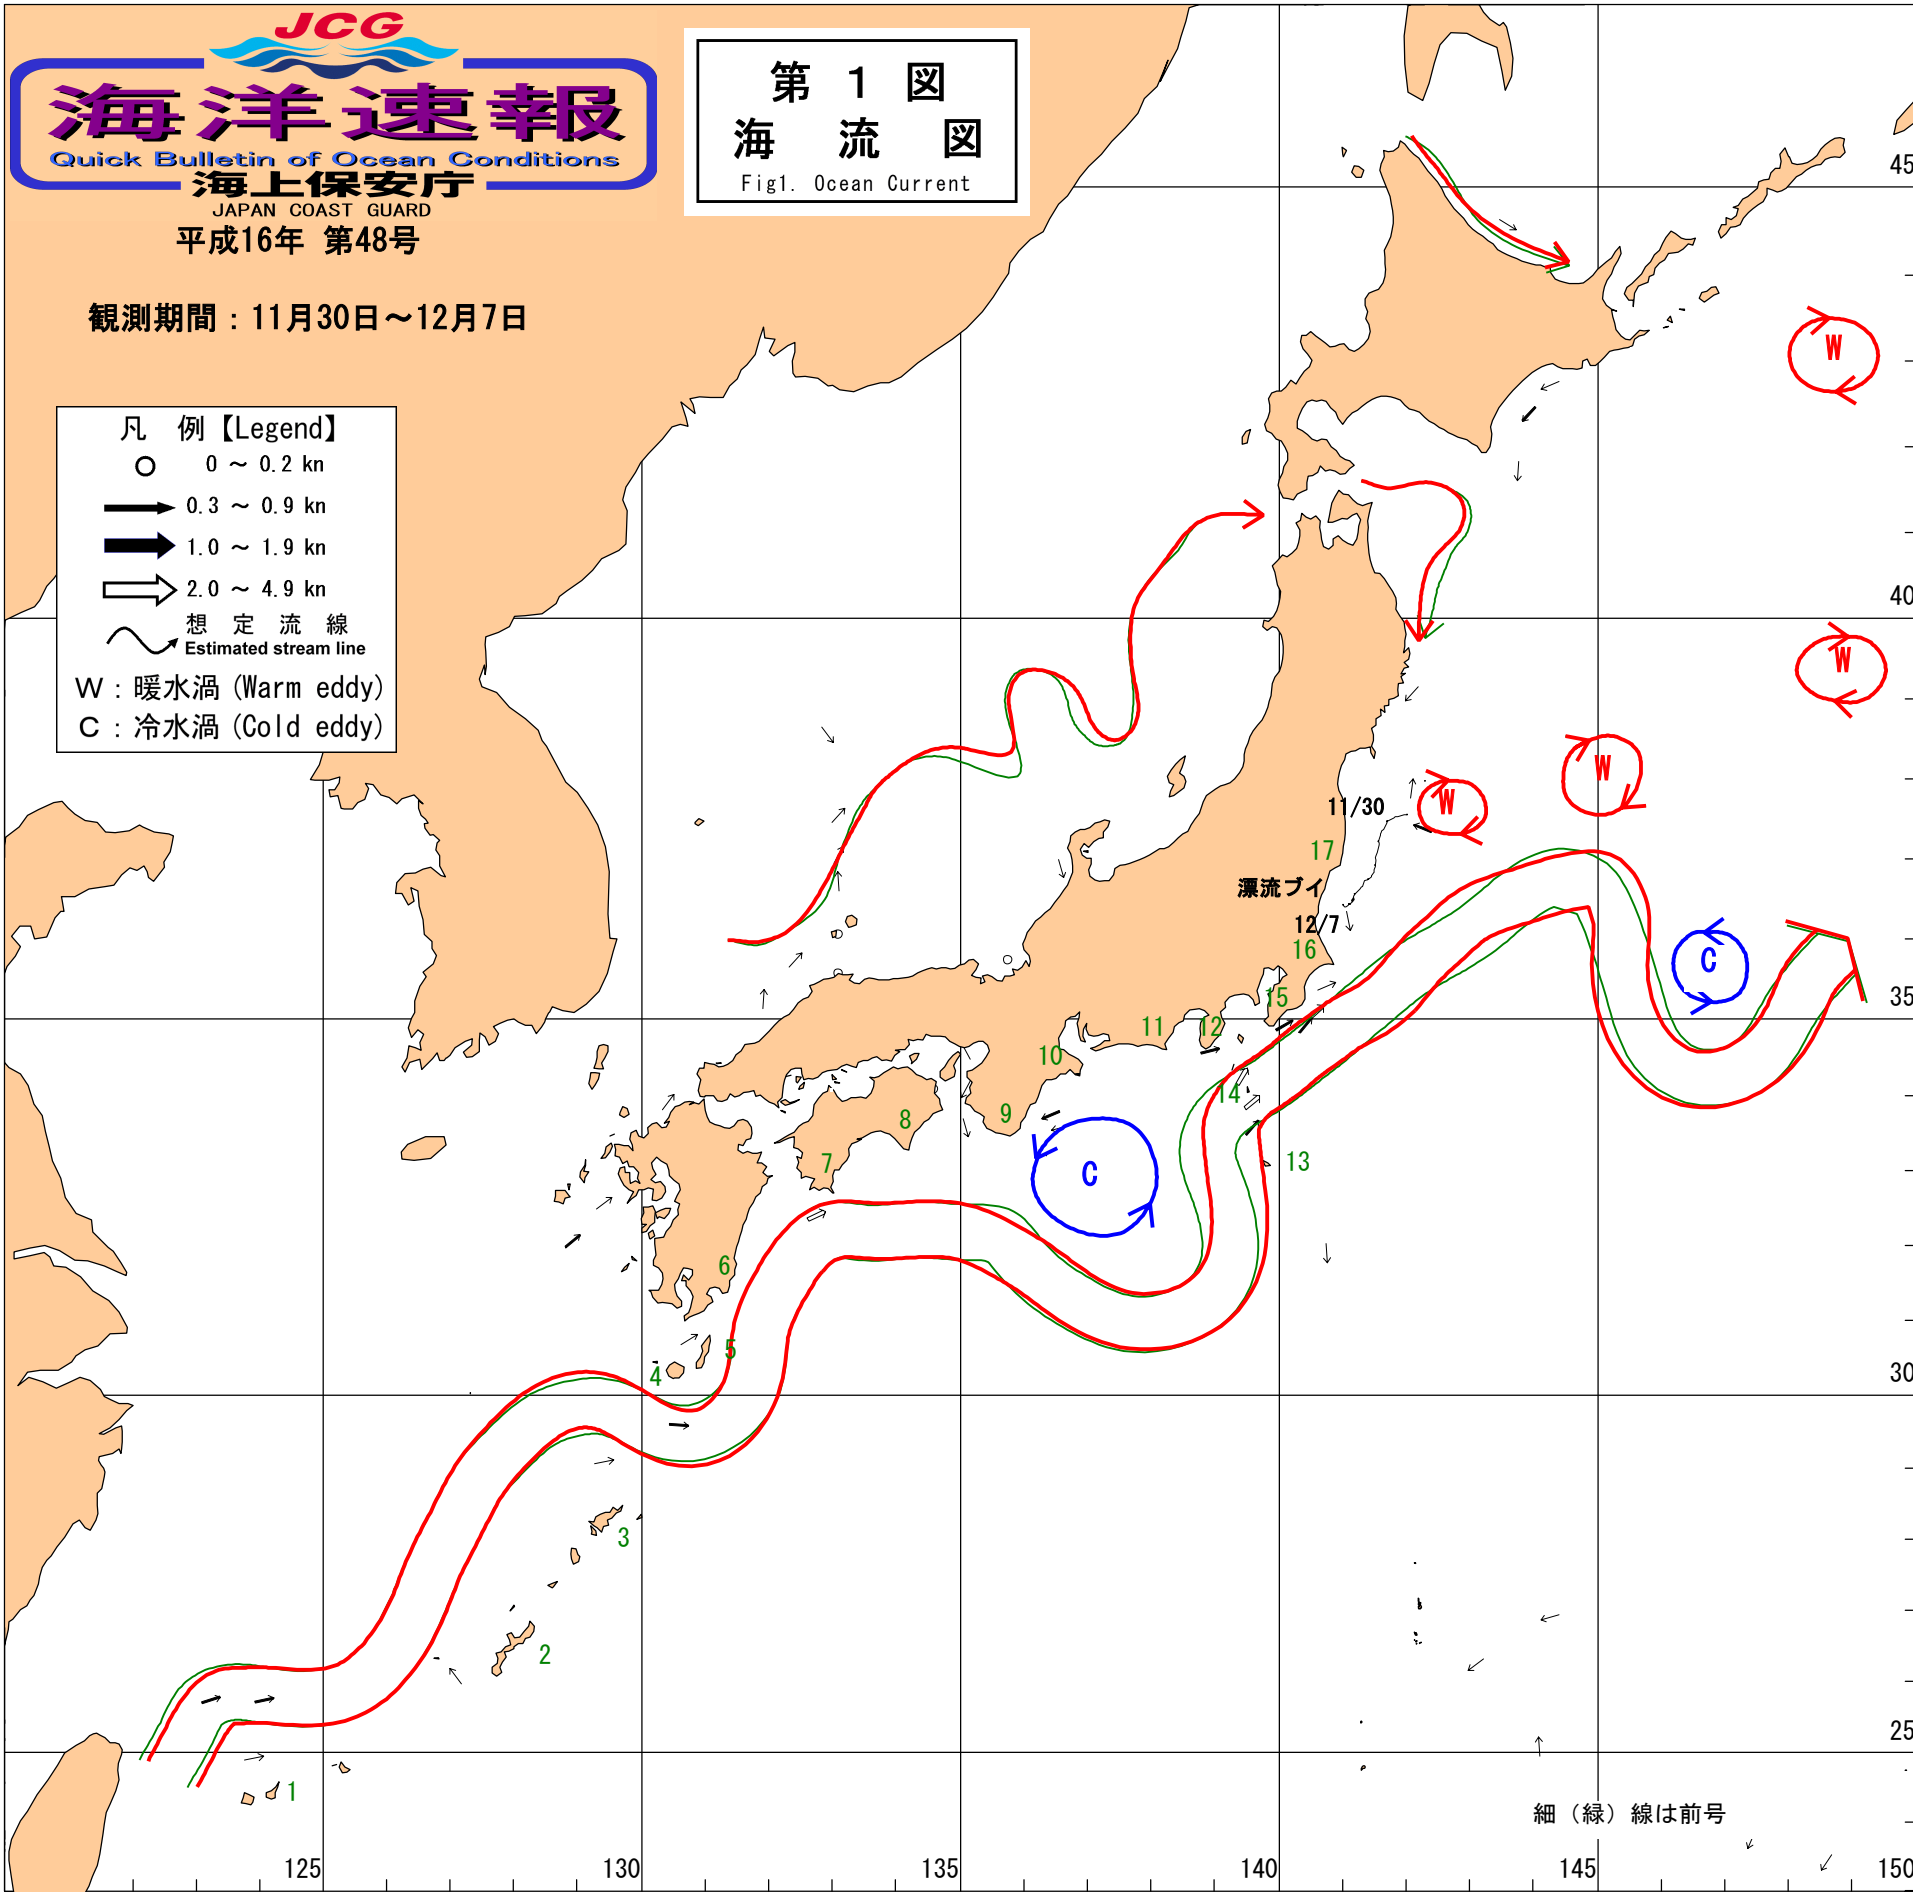 JCG
海洋速報
Quick Bulletin of Ocean Conditions
海上保安庁
JAPAN COAST GUARD
平成16年 第48号
観測期間：11月30日～12月7日
第 1 図
海 流 図
Fig1. Ocean Current
凡 例【Legend】
0 ～ 0.2 kn
0.3 ～ 0.9 kn
1.0 ～ 1.9 kn
2.0 ～ 4.9 kn
想 定 流 線
Estimated stream line
W：暖水渦(Warm eddy)
C：冷水渦(Cold eddy)
45
W
40
W
W
W
11/30
17
漂流ブイ
12/7
16
C
35
15
12
11
10
14
13
9
8
7
C
6
5
4
30
3
2
25
1
細（緑）線は前号
125
130
135
140
145
150